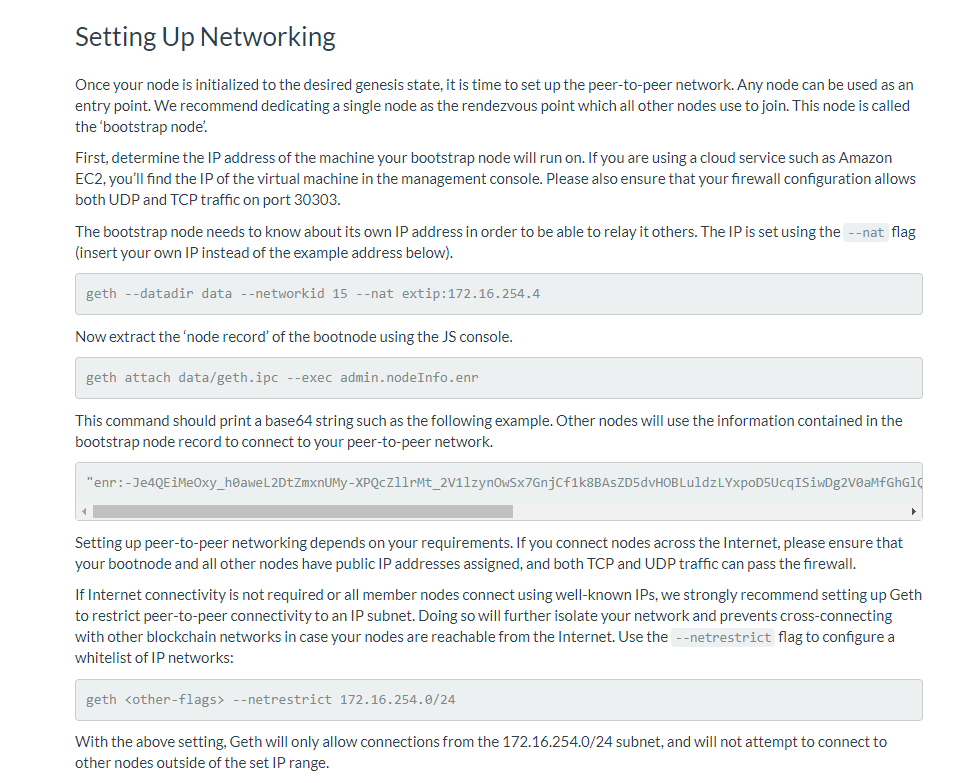 Setting Up Networking
Once your node is initialized to the desired genesis state, it is time to set up the peer-to-peer network. Any node can be used as an
entry point. We recommend dedicating a single node as the rendezvous point which all other nodes use to join. This node is called
the ‘bootstrap node’.
First, determine the IP address of the machine your bootstrap node will run on. If you are using a cloud service such as Amazon
EC2, you’ll find the IP of the virtual machine in the management console. Please also ensure that your firewall configuration allows
both UDP and TCP traffic on port 30303.
The bootstrap node needs to know about its own IP address in order to be able to relay it others. The IP is set using the --nat flag
(insert your own IP instead of the example address below).
geth --datadir data --networkid 15 --nat extip:172.16.254.4
Now extract the ‘node record’ of the bootnode using the JS console.
geth attach data/geth.ipc --exec admin.nodeInfo.enr
This command should print a base64 string such as the following example. Other nodes will use the information contained in the
bootstrap node record to connect to your peer-to-peer network.
"enr:-Je4QEiMeOxy_h0aweL2DtZmxnUMy-XPQcZllrMt_2V1lzynOwSx7GnjCf1k8BAsZD5dvHOBLuldzLYxpoD5UcqISiwDg2V0aMfGhGlQ
Setting up peer-to-peer networking depends on your requirements. If you connect nodes across the Internet, please ensure that
your bootnode and all other nodes have public IP addresses assigned, and both TCP and UDP traffic can pass the firewall.
If Internet connectivity is not required or all member nodes connect using well-known IPs, we strongly recommend setting up Geth
to restrict peer-to-peer connectivity to an IP subnet. Doing so will further isolate your network and prevents cross-connecting
with other blockchain networks in case your nodes are reachable from the Internet. Use the --netrestrict flag to configure a
whitelist of IP networks:
geth <other-flags> --netrestrict 172.16.254.0/24
With the above setting, Geth will only allow connections from the 172.16.254.0/24 subnet, and will not attempt to connect to
other nodes outside of the set IP range.